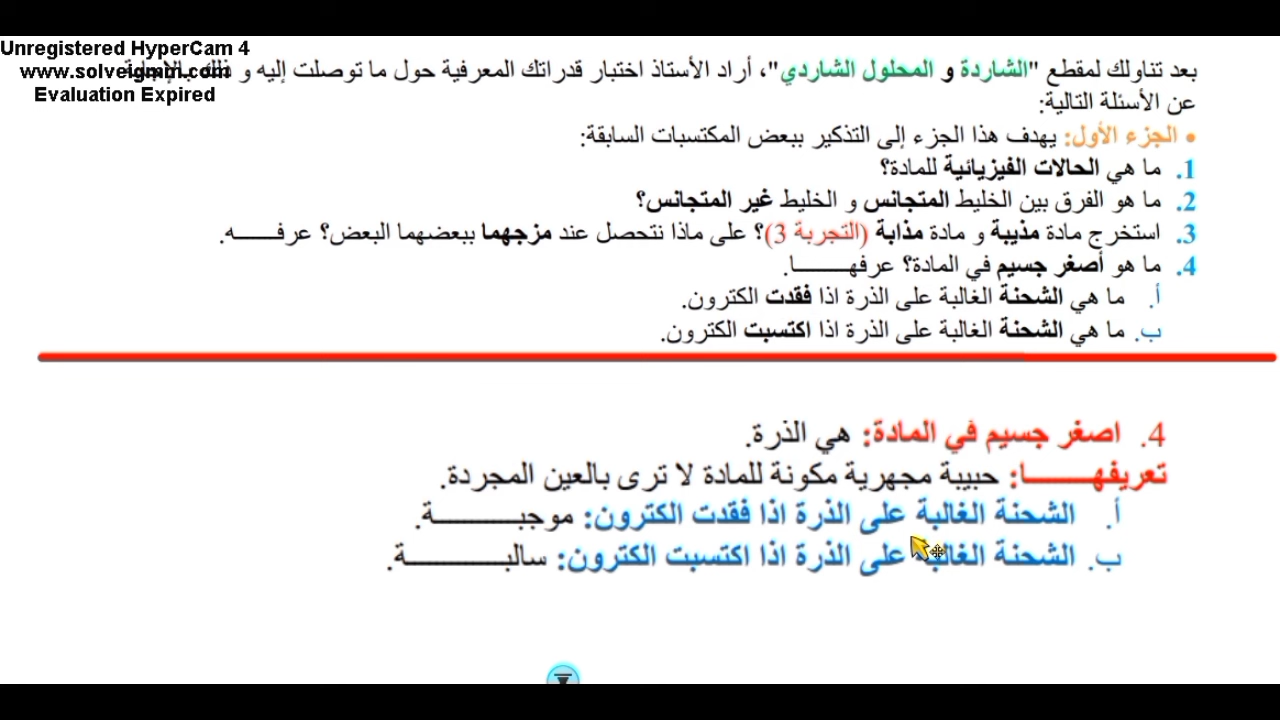 Unregistered HyperCam 4
www.solveigmm.com
Evaluation Expired
بعد تناولك لمقطع "الشاردة و المحلول الشاردي"، أراد الأستاذ اختبار قدراتك المعرفية حول ما توصلت إليه و
عن الأسئلة التالية:
• الجزء الأول: يهدف هذا الجزء إلى التذكير ببعض المكتسبات السابقة:
1. ما هي الحالات الفيزيائية للمادة؟
2. ما هو الفرق بين الخليط المتجانس و الخليط غير المتجانس؟
3. استخرج مادة مذيبة و مادة مذابة (التجربة 3)؟ على ماذا نتحصل عند مزجهما ببعضهما البعض؟ عرفـــــه.
4. ما هو أصغر جسيم في المادة؟ عرفهـــــــا.
أ. ما هي الشحنة الغالبة على الذرة اذا فقدت الكترون.
ب. ما هي الشحنة الغالبة على الذرة اذا اكتسبت الكترون.
4. اصغر جسيم في المادة: هي الذرة.
تعريفهـــــــا: حبيبة مجهرية مكونة للمادة لا ترى بالعين المجردة.
أ. الشحنة الغالبة على الذرة اذا فقدت الكترون: موجبـــــــــة.
ب. الشحنة الغالبة على الذرة اذا اكتسبت الكترون: سالبـــــــــــة.